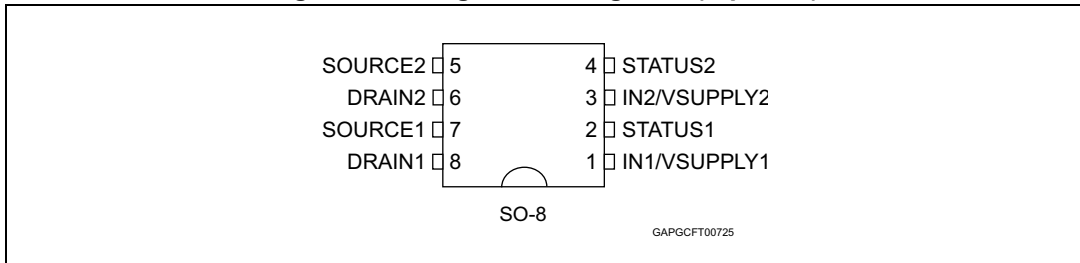 SOURCE2 5 4 STATUS2
DRAIN2 6 3 IN2/VSUPPLY2
SOURCE1 7 2 STATUS1
DRAIN1 8 1 IN1/VSUPPLY1
SO-8
GAPGCFT00725